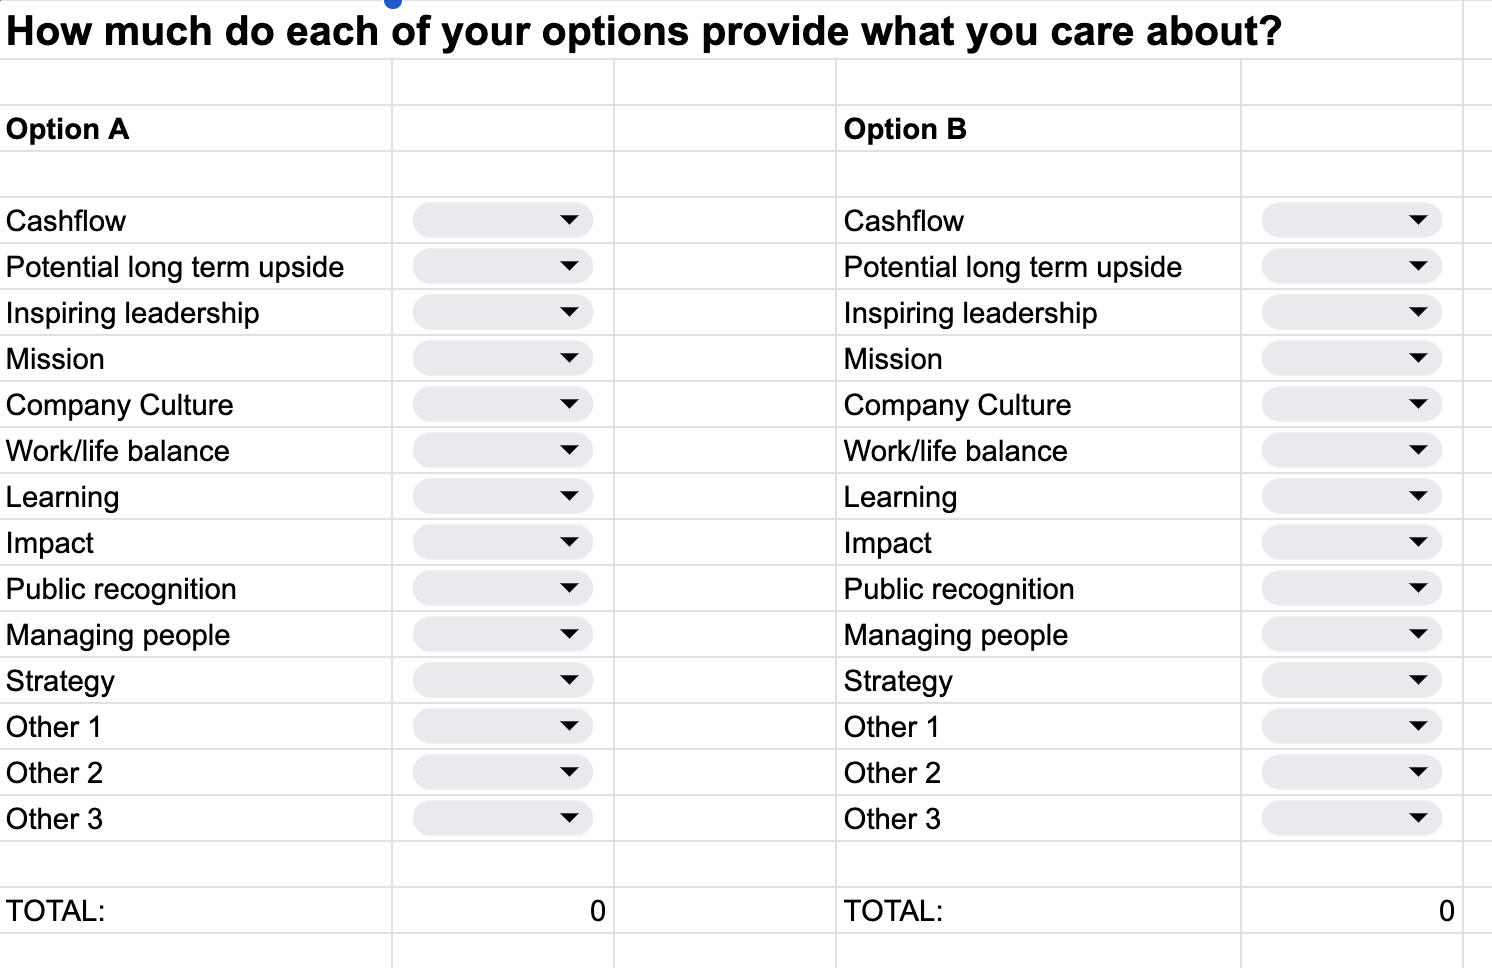 How much do each of your options provide what you care about?
Option A Option B
Cashflow Cashflow
Potential long term upside Potential long term upside
Inspiring leadership Inspiring leadership
Mission Mission
Company Culture Company Culture
Work/life balance Work/life balance
Learning Learning
Impact Impact
Public recognition Public recognition
Managing people Managing people
Strategy Strategy
Other 1 Other 1
Other 2 Other 2
Other 3 Other 3
TOTAL: 0 TOTAL: 0